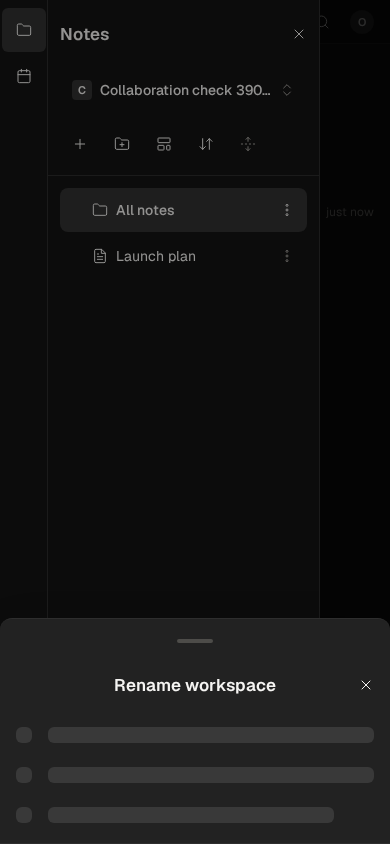 Notes
O
C Collaboration check 390...
just now
All notes
Launch plan
Rename workspace